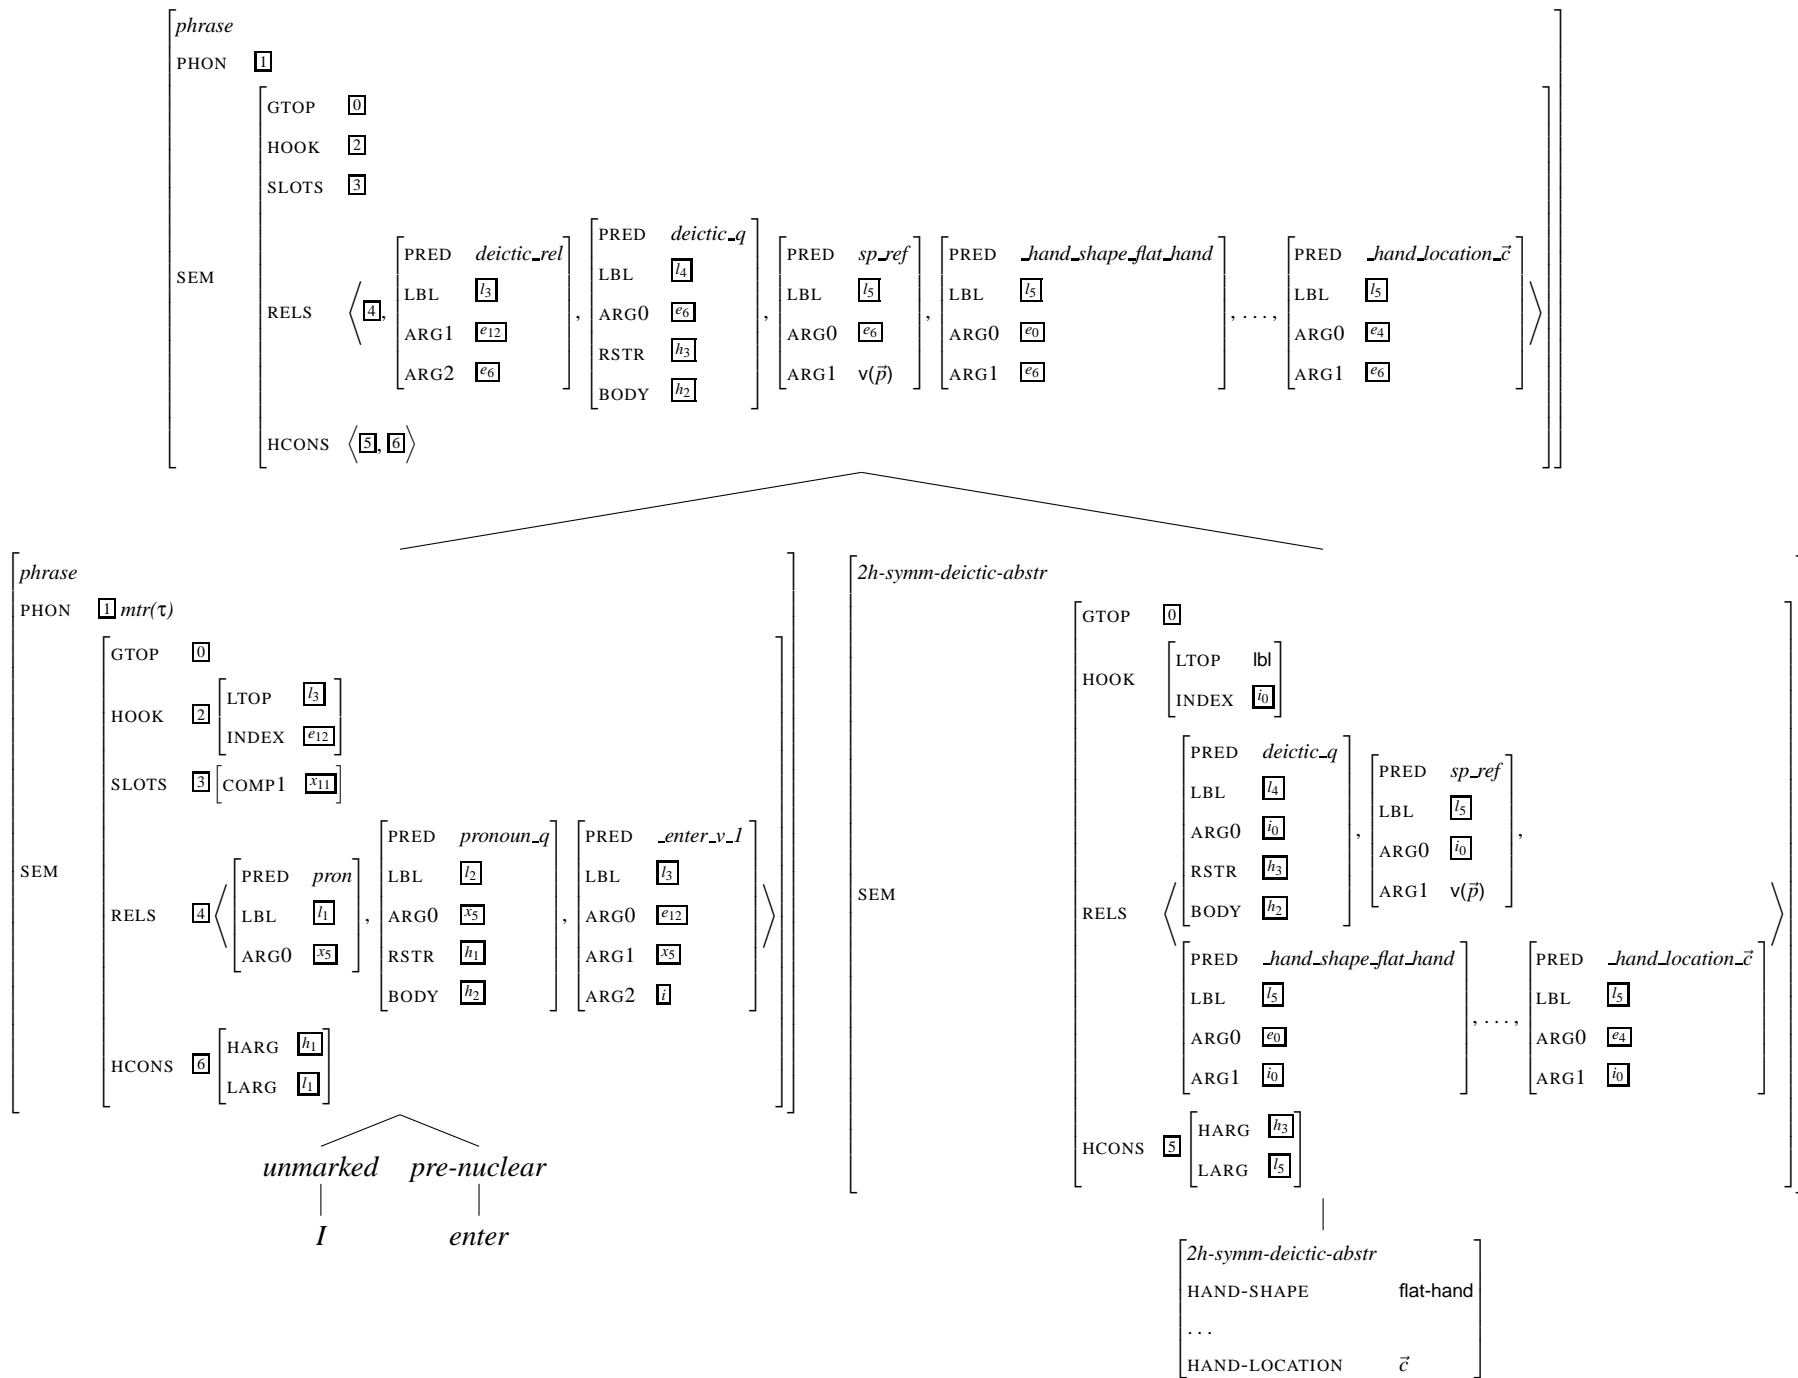 phrase
PHON 1
GTOP 0
HOOK 2
SLOTS 3
SEM
RELS ⟨ 4 , [PRED deictic_rel, LBL l3, ARG1 e12, ARG2 e6] , [PRED deictic_q, LBL l4, ARG0 e6, RSTR h3, BODY h2] , [PRED sp_ref, LBL l5, ARG0 e6, ARG1 v(p⃗)] , [PRED _hand_shape_flat_hand, LBL l5, ARG0 e0, ARG1 e6] , . . . , [PRED _hand_location_c⃗, LBL l5, ARG0 e4, ARG1 e6] ⟩
HCONS ⟨ 5 , 6 ⟩
phrase
PHON 1 mtr(τ)
GTOP 0
HOOK 2 [LTOP l3, INDEX e12]
SLOTS 3 [COMP1 x11]
SEM
RELS 4 ⟨ [PRED pron, LBL l1, ARG0 x5] , [PRED pronoun_q, LBL l2, ARG0 x5, RSTR h1, BODY h2] , [PRED _enter_v_1, LBL l3, ARG0 e12, ARG1 x5, ARG2 i] ⟩
HCONS 6 [HARG h1, LARG l1]
unmarked pre-nuclear
I enter
2h-symm-deictic-abstr
GTOP 0
HOOK [LTOP lbl, INDEX i0]
SEM
RELS ⟨ [PRED deictic_q, LBL l4, ARG0 i0, RSTR h3, BODY h2] , [PRED sp_ref, LBL l5, ARG0 i0, ARG1 v(p⃗)] ,
[PRED _hand_shape_flat_hand, LBL l5, ARG0 e0, ARG1 i0] , . . . , [PRED _hand_location_c⃗, LBL l5, ARG0 e4, ARG1 i0] ⟩
HCONS 5 [HARG h3, LARG l5]
2h-symm-deictic-abstr
HAND-SHAPE flat-hand
. . .
HAND-LOCATION c⃗